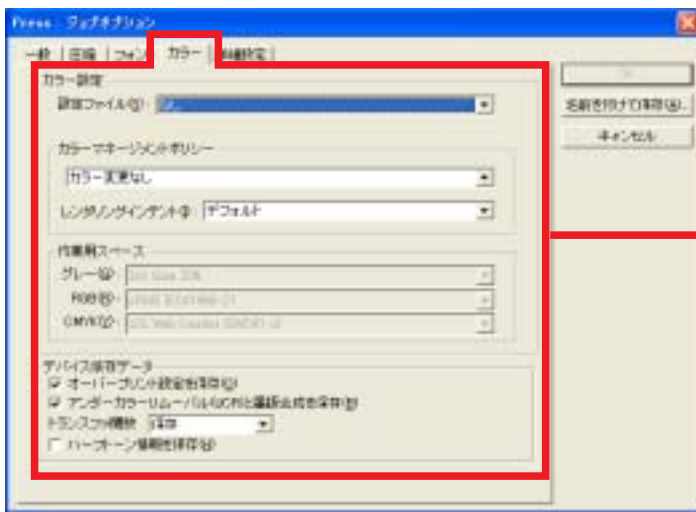 Press - ジョブオプション
一般 圧縮 フォント カラー 詳細設定
カラー設定
設定ファイル(S): なし
名前を付けて保存(A)...
キャンセル
カラーマネージメントポリシー
カラー変更なし
レンダリングインテント(I): デフォルト
作業用スペース
グレー(G):
RGB(R):
CMYK(C):
デバイス依存データ
オーバープリント設定を保存(O)
アンダーカラーリムーバル(UCR)と墨版生成を保存(B)
トランスファ関数: 保存
ハーフトーン情報を保存(H)